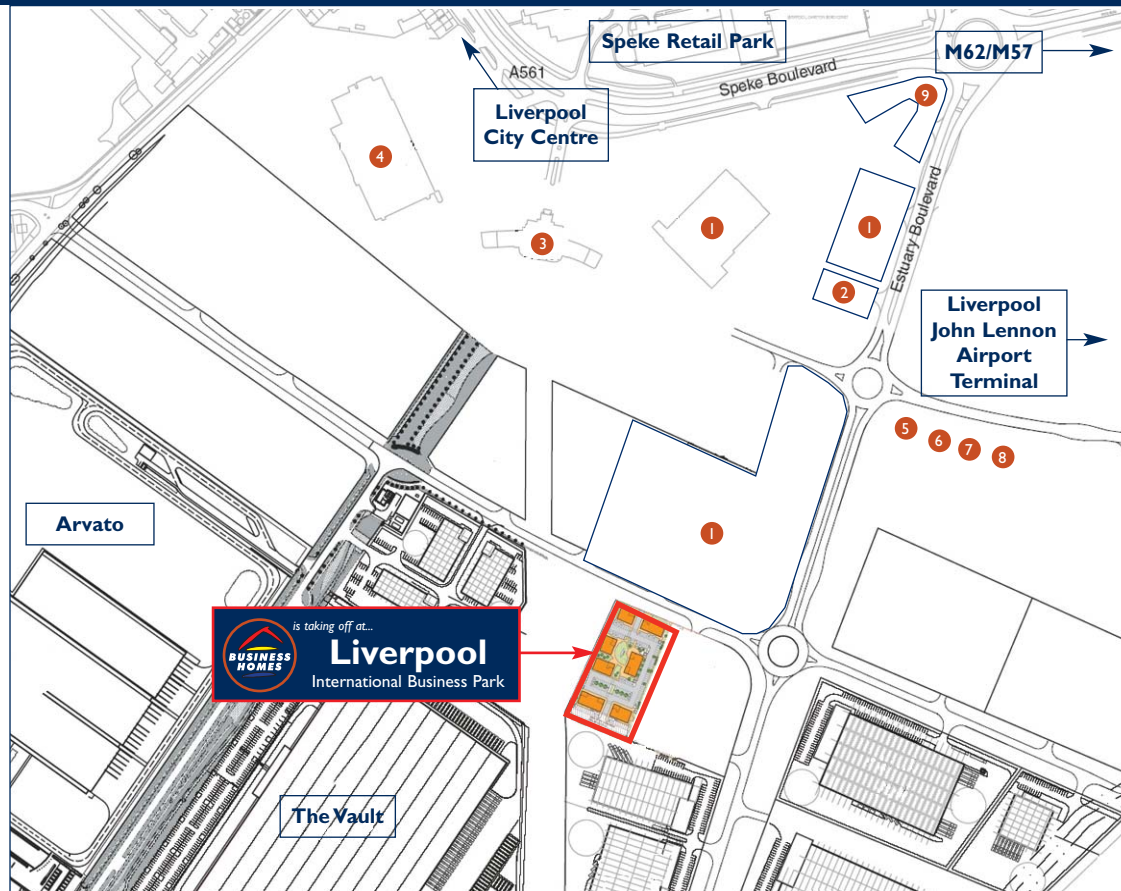 Speke Retail Park
M62/M57
A561
Speke Boulevard
Liverpool
City Centre
9
4
Estuary Boulevard
1
1
3
2
Liverpool
John Lennon
Airport
Terminal
5
6
7
8
Arvato
1
is taking off at...
BUSINESS
HOMES
Liverpool
International Business Park
The Vault